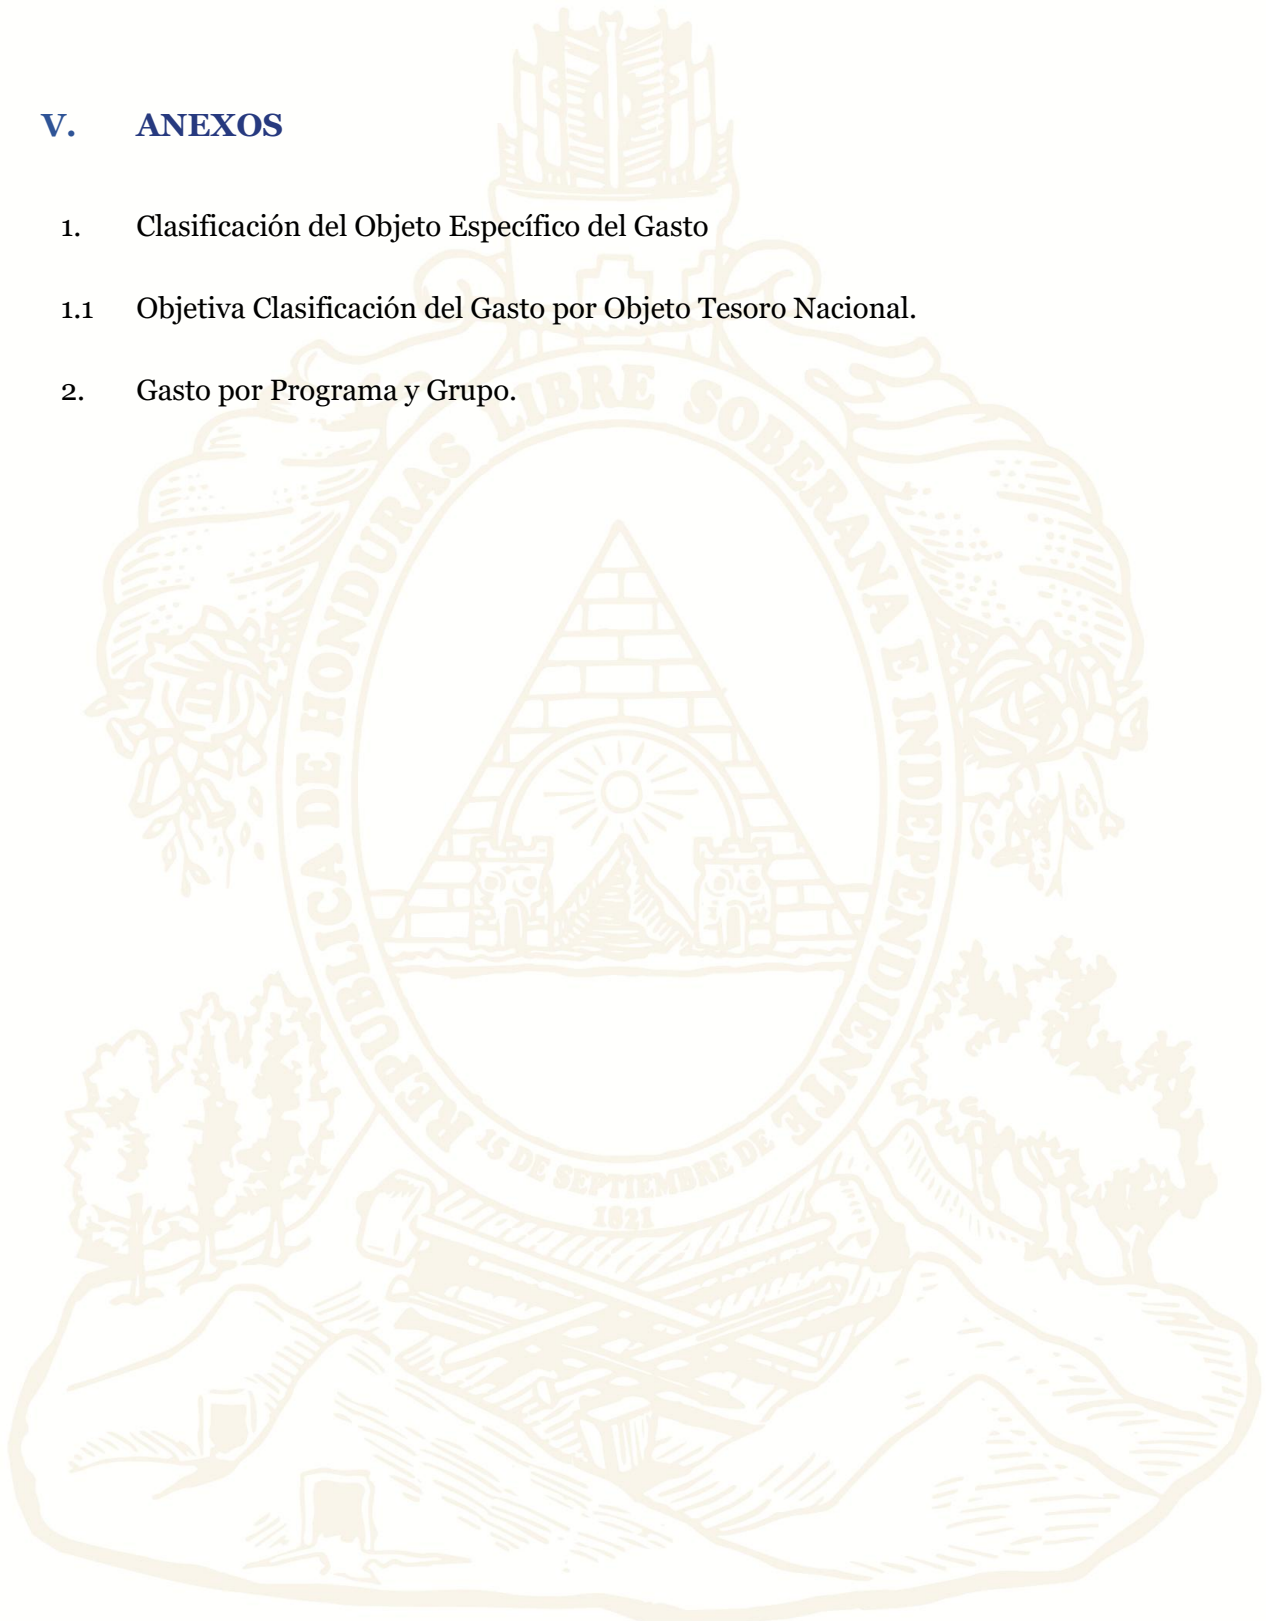 V. ANEXOS
1. Clasificación del Objeto Específico del Gasto
1.1 Objetiva Clasificación del Gasto por Objeto Tesoro Nacional.
2. Gasto por Programa y Grupo.
REPUBLICA DE HONDURAS LIBRE SOBERANA E INDEPENDIENTE
15 DE SEPTIEMBRE DE
1821